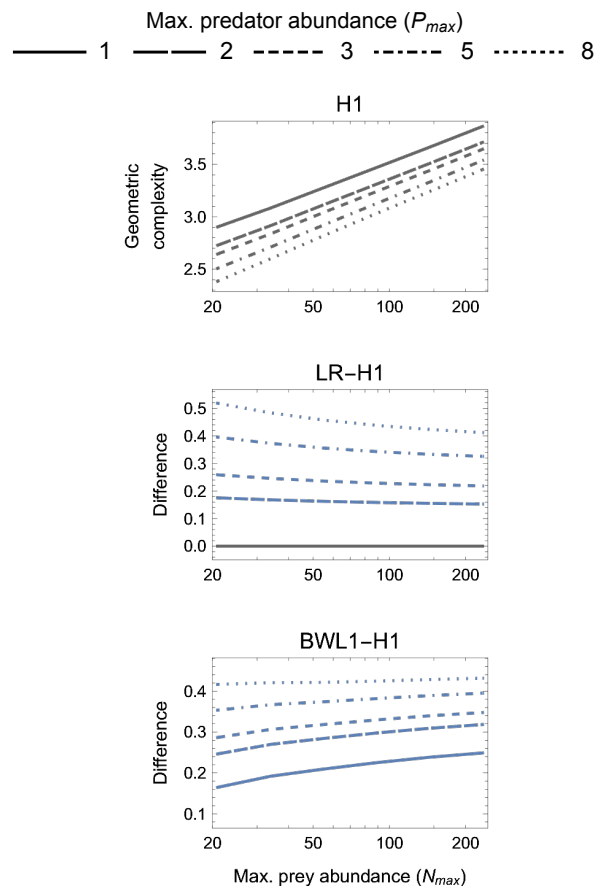 Max. predator abundance (Pmax)
1 2 3 5 8
H1
Geometric
complexity
3.5
3.0
2.5
20 50 100 200
LR−H1
Difference
0.5
0.4
0.3
0.2
0.1
0.0
20 50 100 200
BWL1−H1
Difference
0.4
0.3
0.2
0.1
20 50 100 200
Max. prey abundance (Nmax)